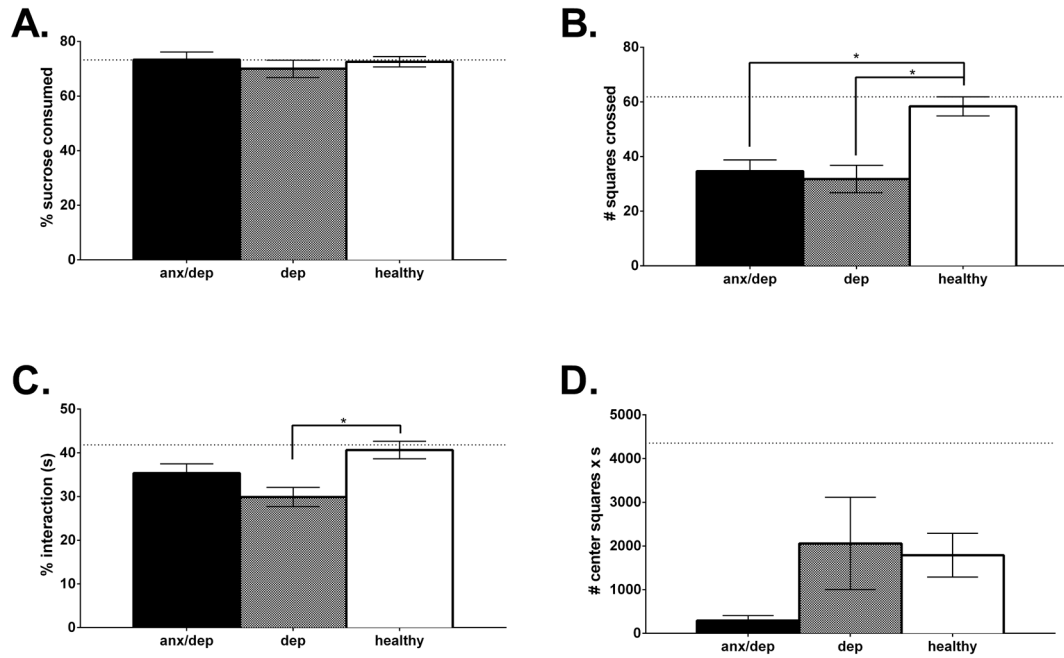 A.
% sucrose consumed
80
60
40
20
0
anx/dep dep healthy
B.
# squares crossed
80
60
40
20
0
* 
*
anx/dep dep healthy
C.
% interaction (s)
50
40
30
20
10
0
*
anx/dep dep healthy
D.
# center squares x s
5000
4000
3000
2000
1000
0
anx/dep dep healthy